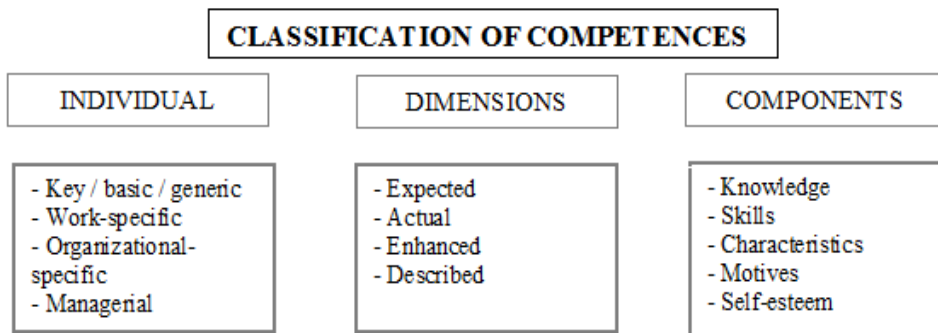 CLASSIFICATION OF COMPETENCES
INDIVIDUAL
- Key / basic / generic
- Work-specific
- Organizational-
specific
- Managerial
DIMENSIONS
- Expected
- Actual
- Enhanced
- Described
COMPONENTS
- Knowledge
- Skills
- Characteristics
- Motives
- Self-esteem